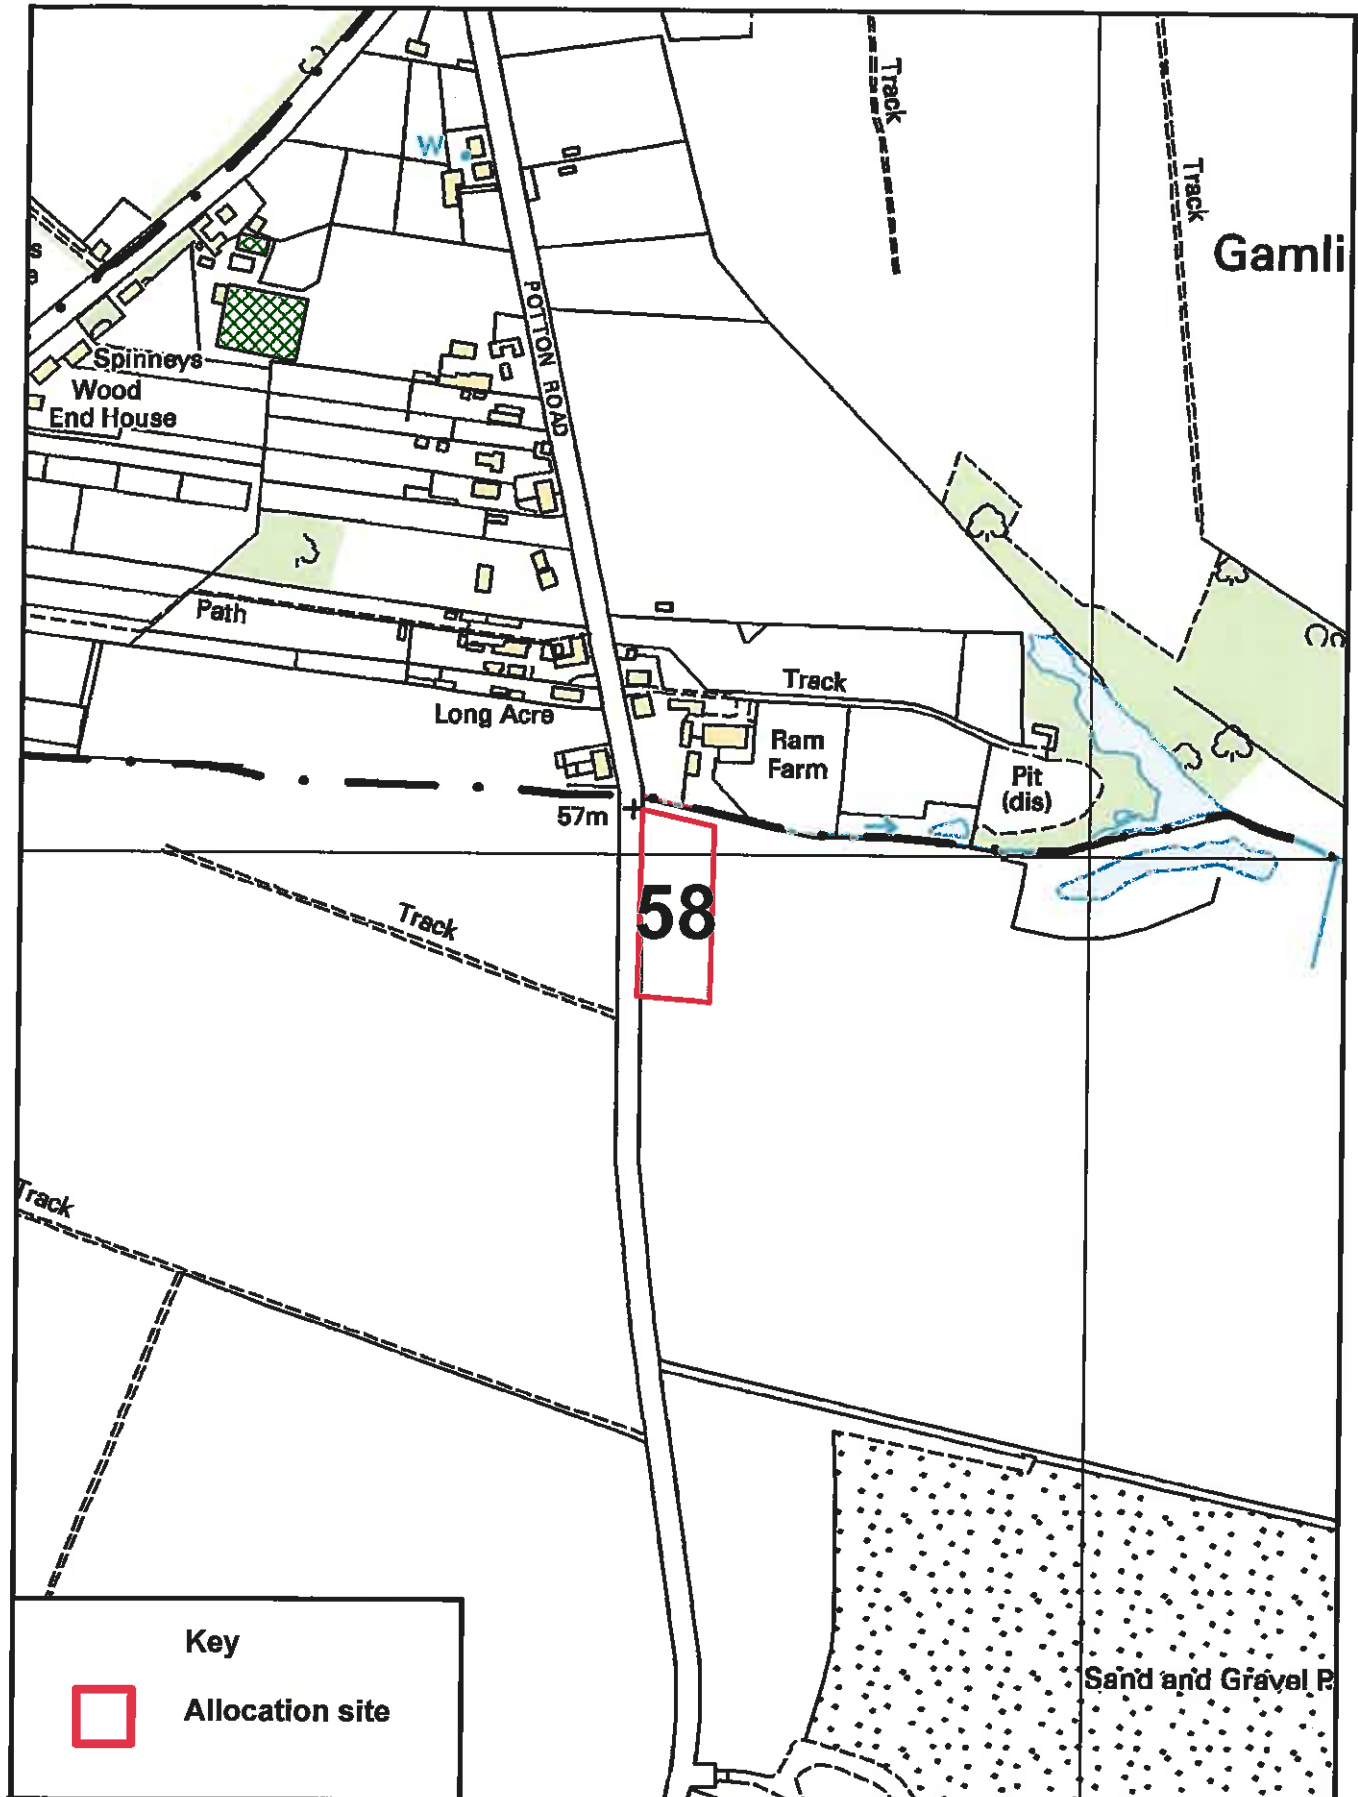 Track
Track
W
Gamli
s
e
POTTON ROAD
Spinneys
Wood
End House
Path
Track
Long Acre
Ram
Farm
Pit
(dis)
57m
58
Track
Track
Key
Allocation site
Sand and Gravel P